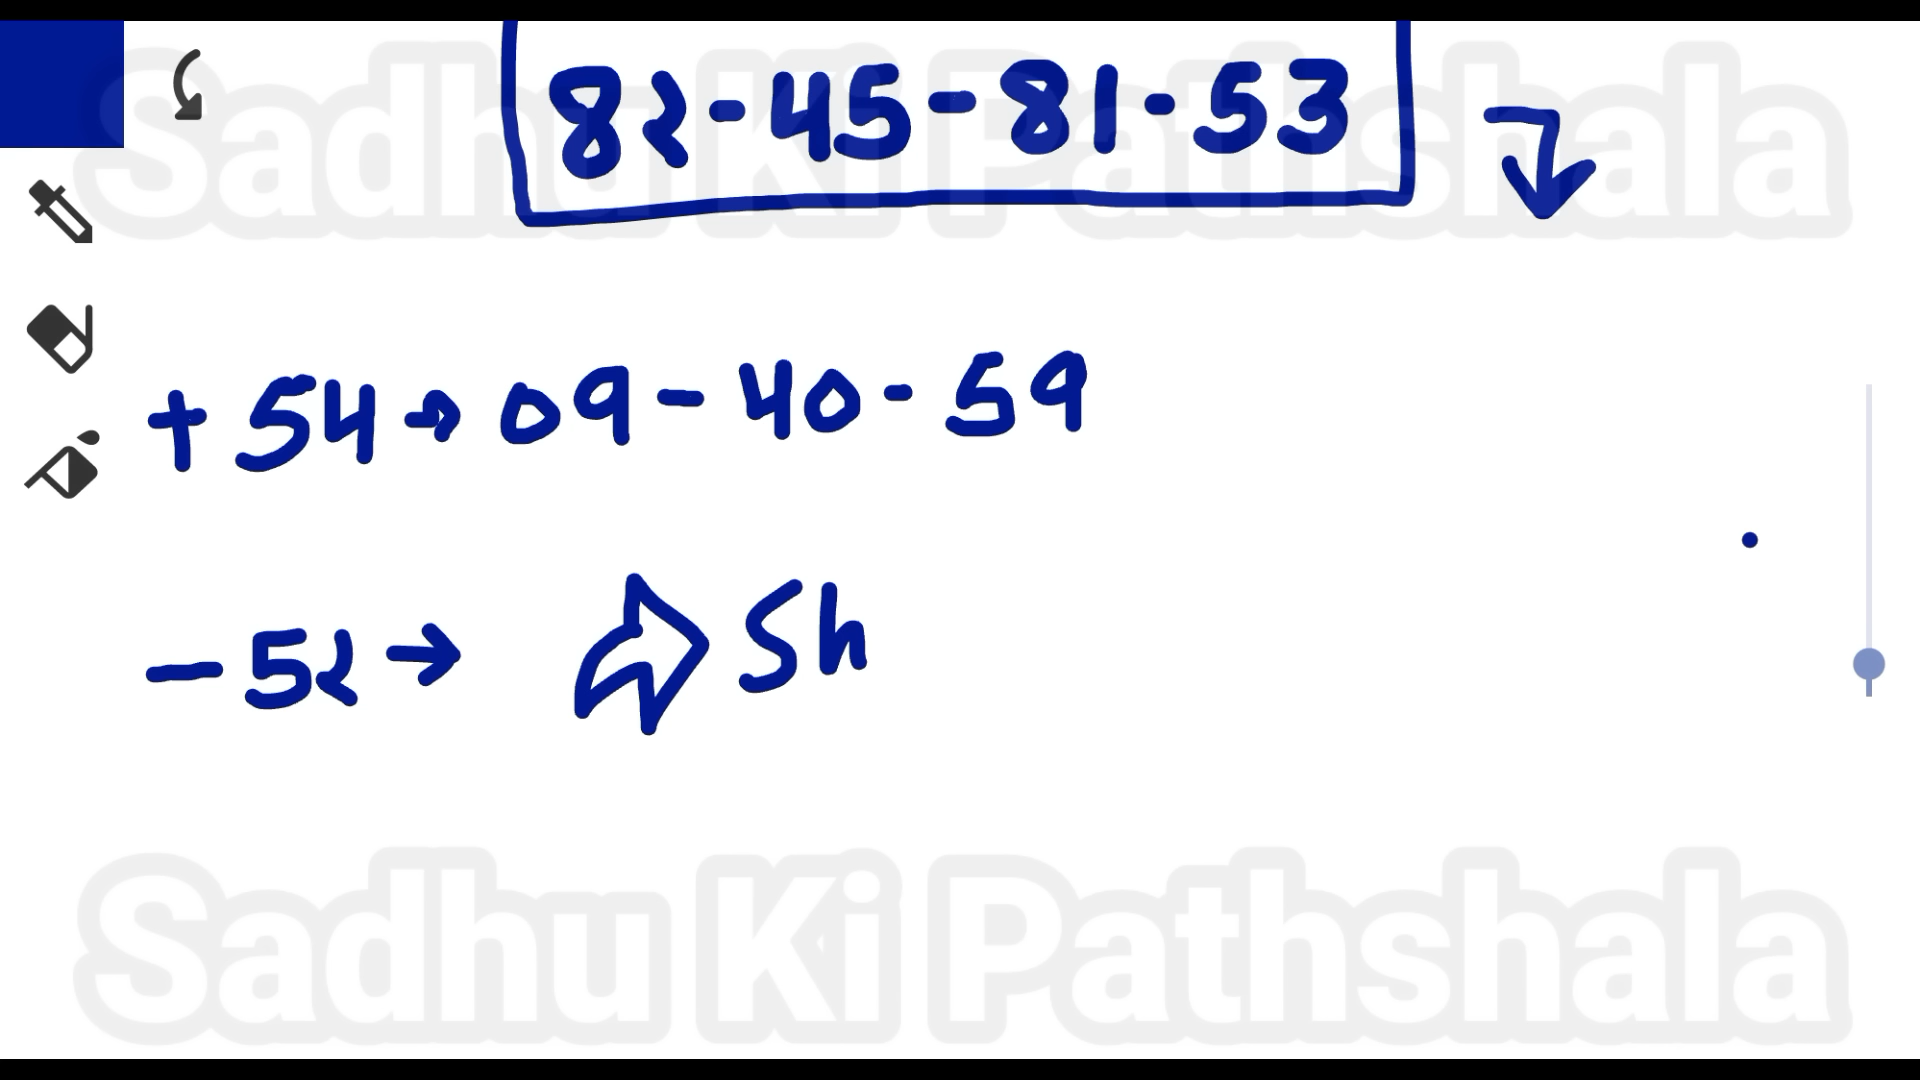 Sadhu Ki Pathshala
82-45-81-53
+54→09-40-59
-52→ ⇨ Sh
Sadhu Ki Pathshala